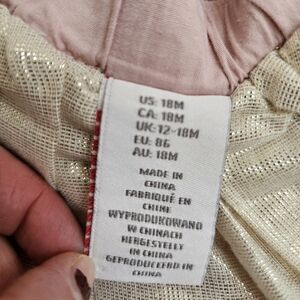 US: 18M
CA: 18M
UK: 12-18M
EU: 86
AU: 18M
MADE IN
CHINA
FABRIQUÉ EN
CHINE
WYPRODUKOWANO
W CHINACH
HERGESTELLT
IN CHINA
GEPRODUCEERD IN
CHINA